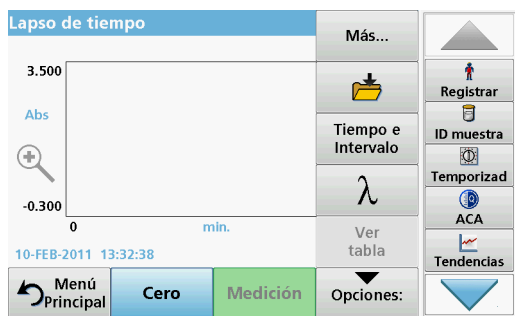 Lapso de tiempo
3.500
Abs
-0.300
0
min.
10-FEB-2011 13:32:38
Más...
Tiempo e
Intervalo
λ
Ver
tabla
Menú
Principal
Cero
Medición
Opciones:
Registrar
ID muestra
Temporizad
ACA
Tendencias